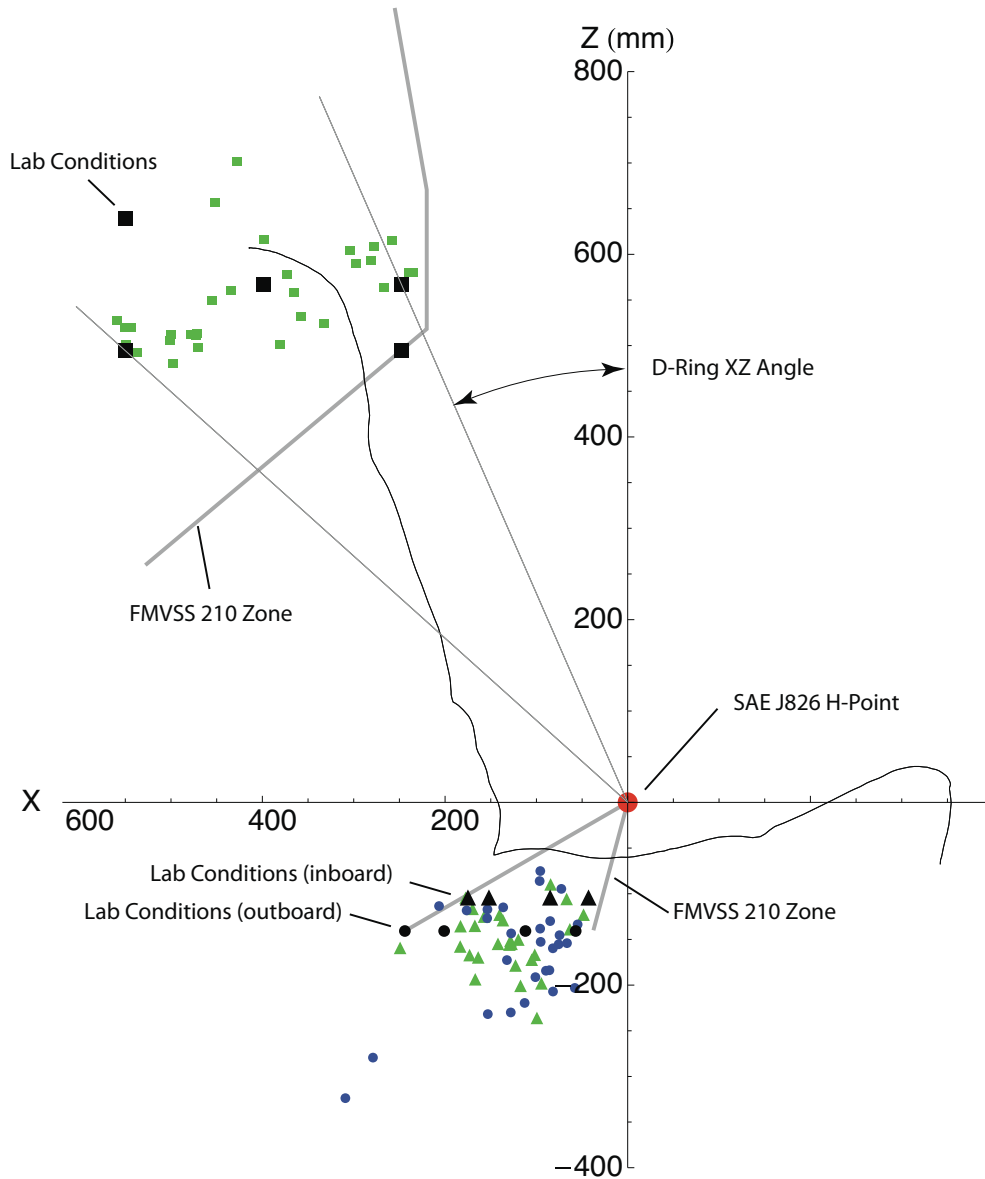 Z (mm)
800
Lab Conditions
600
D-Ring XZ Angle
400
FMVSS 210 Zone
200
SAE J826 H-Point
X
600
400
200
Lab Conditions (inboard)
Lab Conditions (outboard)
FMVSS 210 Zone
−200
−400